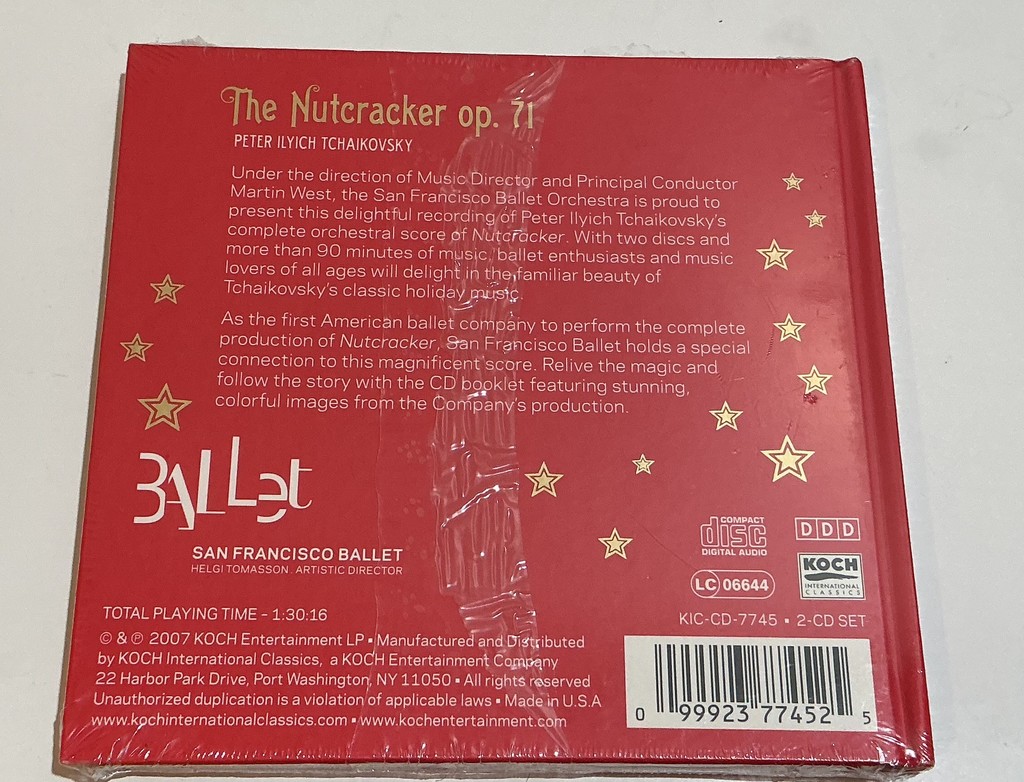 The Nutcracker op. 71
PETER ILYICH TCHAIKOVSKY
Under the direction of Music Director and Principal Conductor
Martin West, the San Francisco Ballet Orchestra is proud to
present this delightful recording of Peter Ilyich Tchaikovsky's
complete orchestral score of Nutcracker. With two discs and
more than 90 minutes of music, ballet enthusiasts and music
lovers of all ages will delight in the familiar beauty of
Tchaikovsky's classic holiday music.
As the first American ballet company to perform the complete
production of Nutcracker, San Francisco Ballet holds a special
connection to this magnificent score. Relive the magic and
follow the story with the CD booklet featuring stunning,
colorful images from the Company's production.
BALLet
SAN FRANCISCO BALLET
HELGI TOMASSON. ARTISTIC DIRECTOR
COMPACT
disc
DIGITAL AUDIO
DDD
LC 06644
KOCH
INTERNATIONAL
CLASSICS
KIC-CD-7745 ▪ 2-CD SET
TOTAL PLAYING TIME – 1:30:16
© & ℗ 2007 KOCH Entertainment LP ▪ Manufactured and Distributed
by KOCH International Classics, a KOCH Entertainment Company
22 Harbor Park Drive, Port Washington, NY 11050 ▪ All rights reserved
Unauthorized duplication is a violation of applicable laws ▪ Made in U.S.A
www.kochinternationalclassics.com ▪ www.kochentertainment.com
0 99923 77452 5